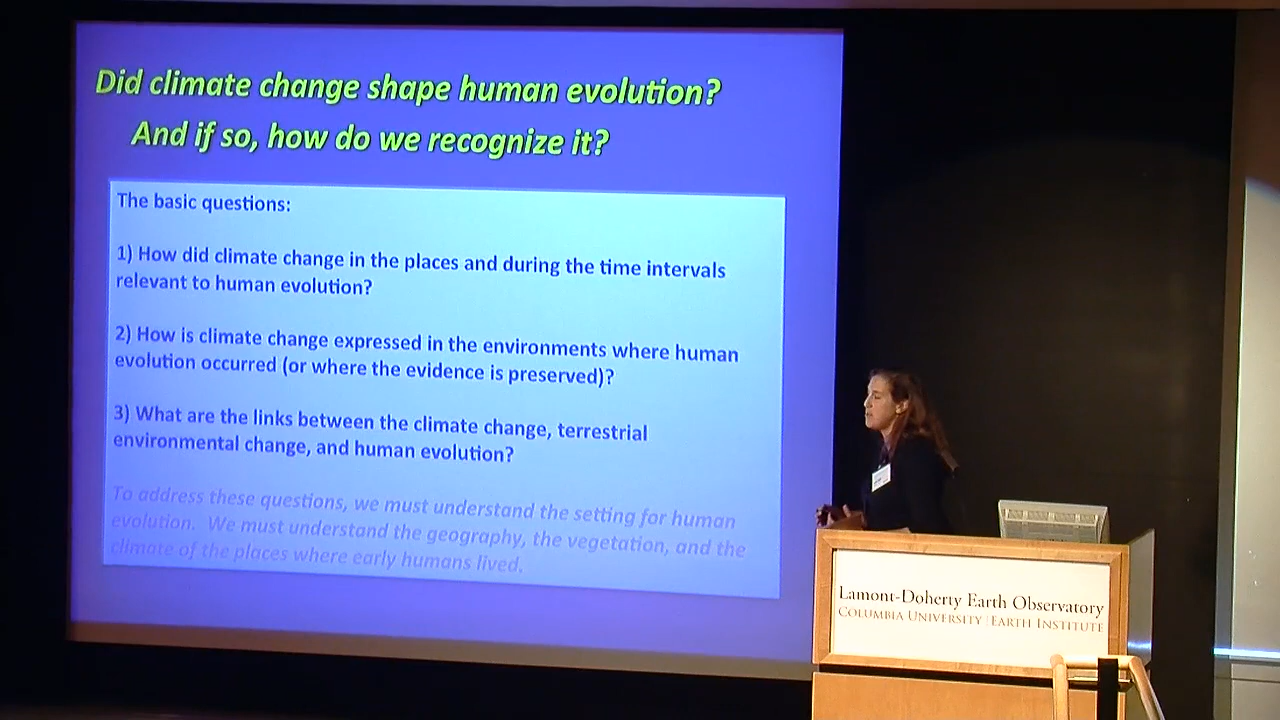 Did climate change shape human evolution?
And if so, how do we recognize it?
The basic questions:
1) How did climate change in the places and during the time intervals
relevant to human evolution?
2) How is climate change expressed in the environments where human
evolution occurred (or where the evidence is preserved)?
3) What are the links between the climate change, terrestrial
environmental change, and human evolution?
To address these questions, we must understand the setting for human
evolution. We must understand the geography, the vegetation, and the
climate of the places where early humans lived.
Lamont-Doherty Earth Observatory
COLUMBIA UNIVERSITY | EARTH INSTITUTE